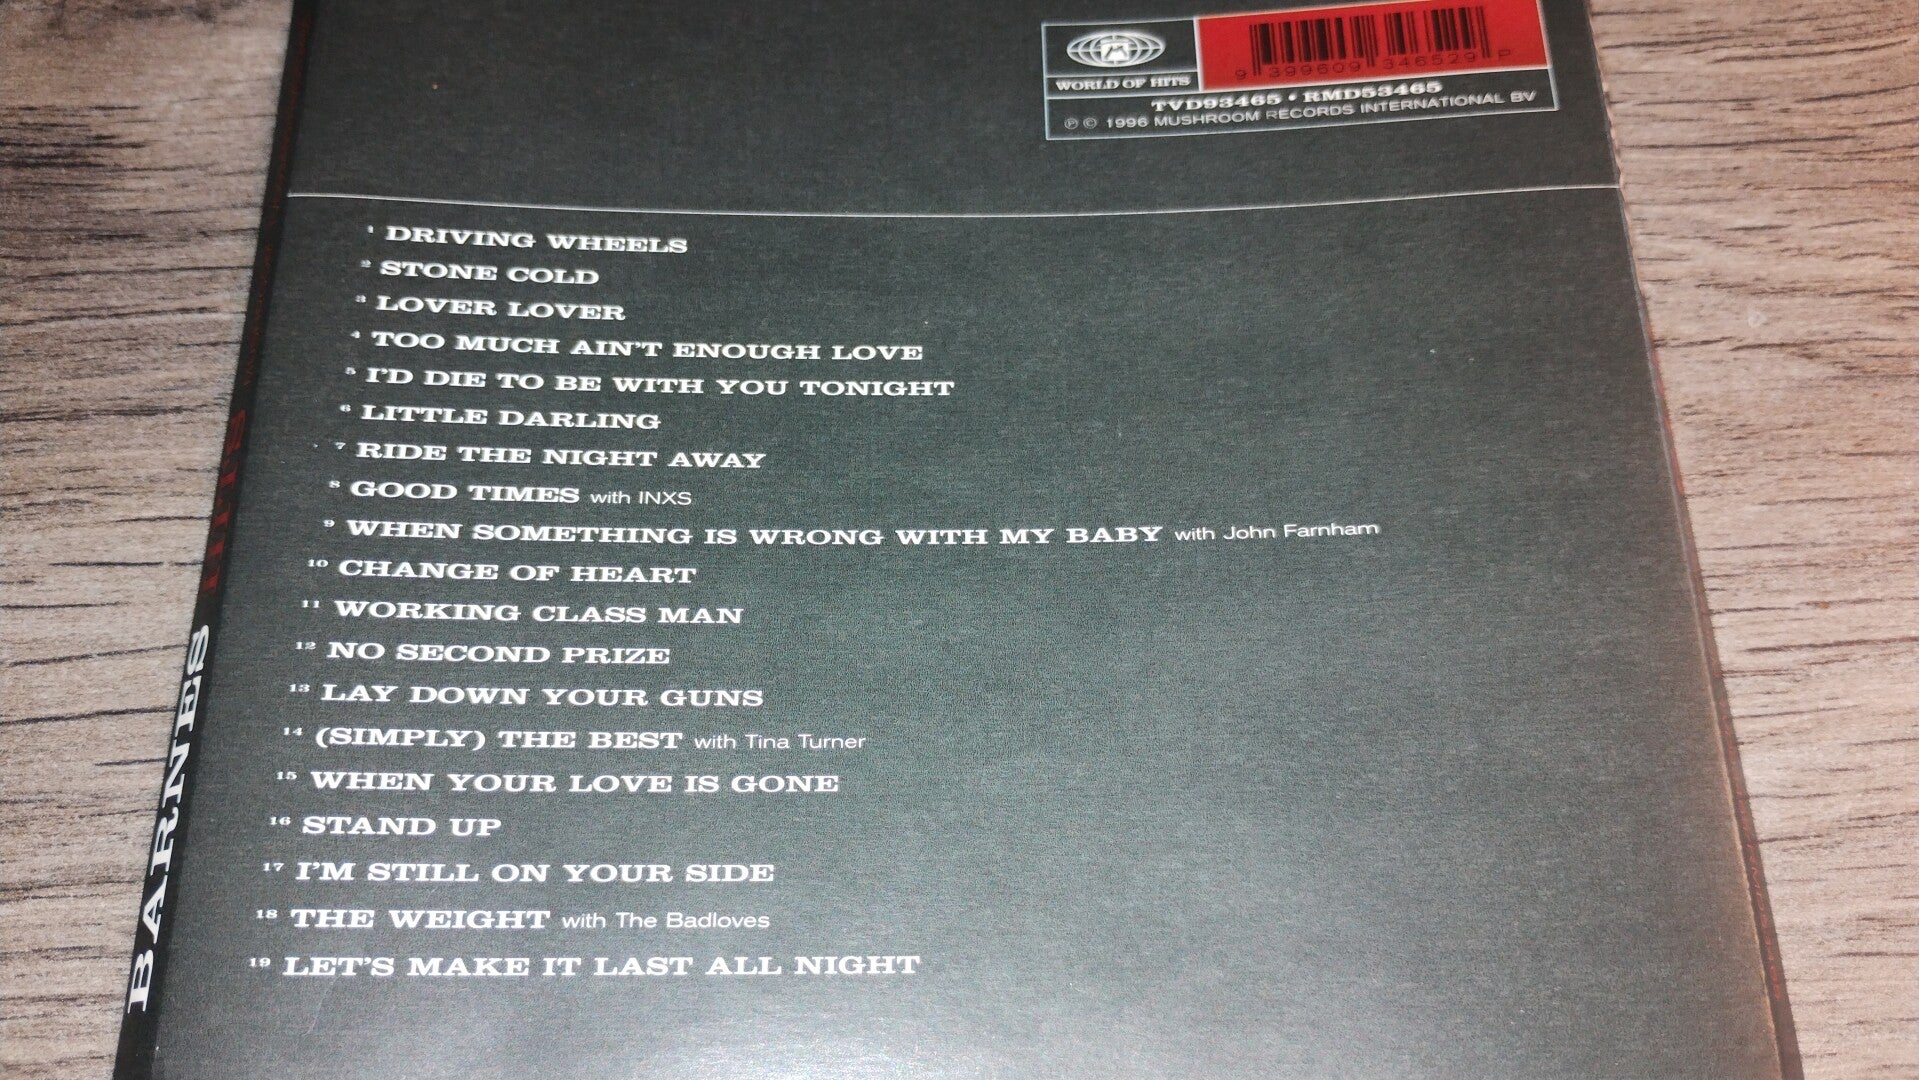 WORLD OF HITS
9 399609 346529 P
TVD93465 • RMD53465
℗ © 1996 MUSHROOM RECORDS INTERNATIONAL BV
1 DRIVING WHEELS
2 STONE COLD
3 LOVER LOVER
4 TOO MUCH AIN'T ENOUGH LOVE
5 I'D DIE TO BE WITH YOU TONIGHT
6 LITTLE DARLING
7 RIDE THE NIGHT AWAY
8 GOOD TIMES with INXS
9 WHEN SOMETHING IS WRONG WITH MY BABY with John Farnham
10 CHANGE OF HEART
11 WORKING CLASS MAN
12 NO SECOND PRIZE
13 LAY DOWN YOUR GUNS
14 (SIMPLY) THE BEST with Tina Turner
15 WHEN YOUR LOVE IS GONE
16 STAND UP
17 I'M STILL ON YOUR SIDE
18 THE WEIGHT with The Badloves
19 LET'S MAKE IT LAST ALL NIGHT
BARNES HITS